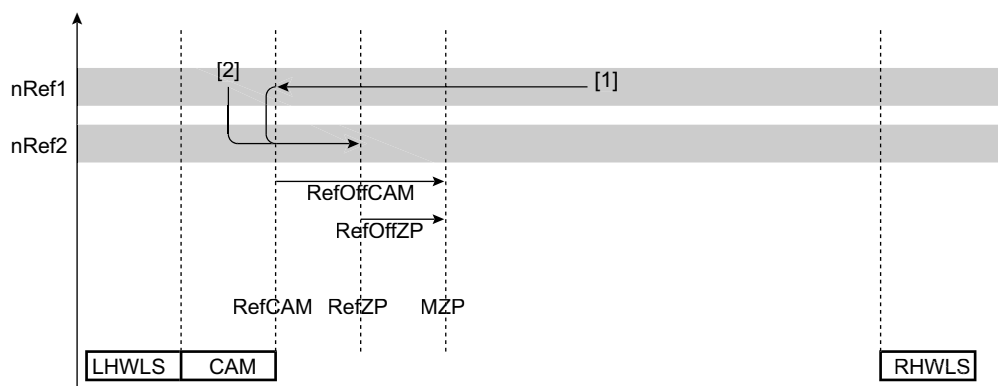 nRef1
[2]
[1]
nRef2
RefOffCAM
RefOffZP
RefCAM
RefZP
MZP
LHWLS
CAM
RHWLS